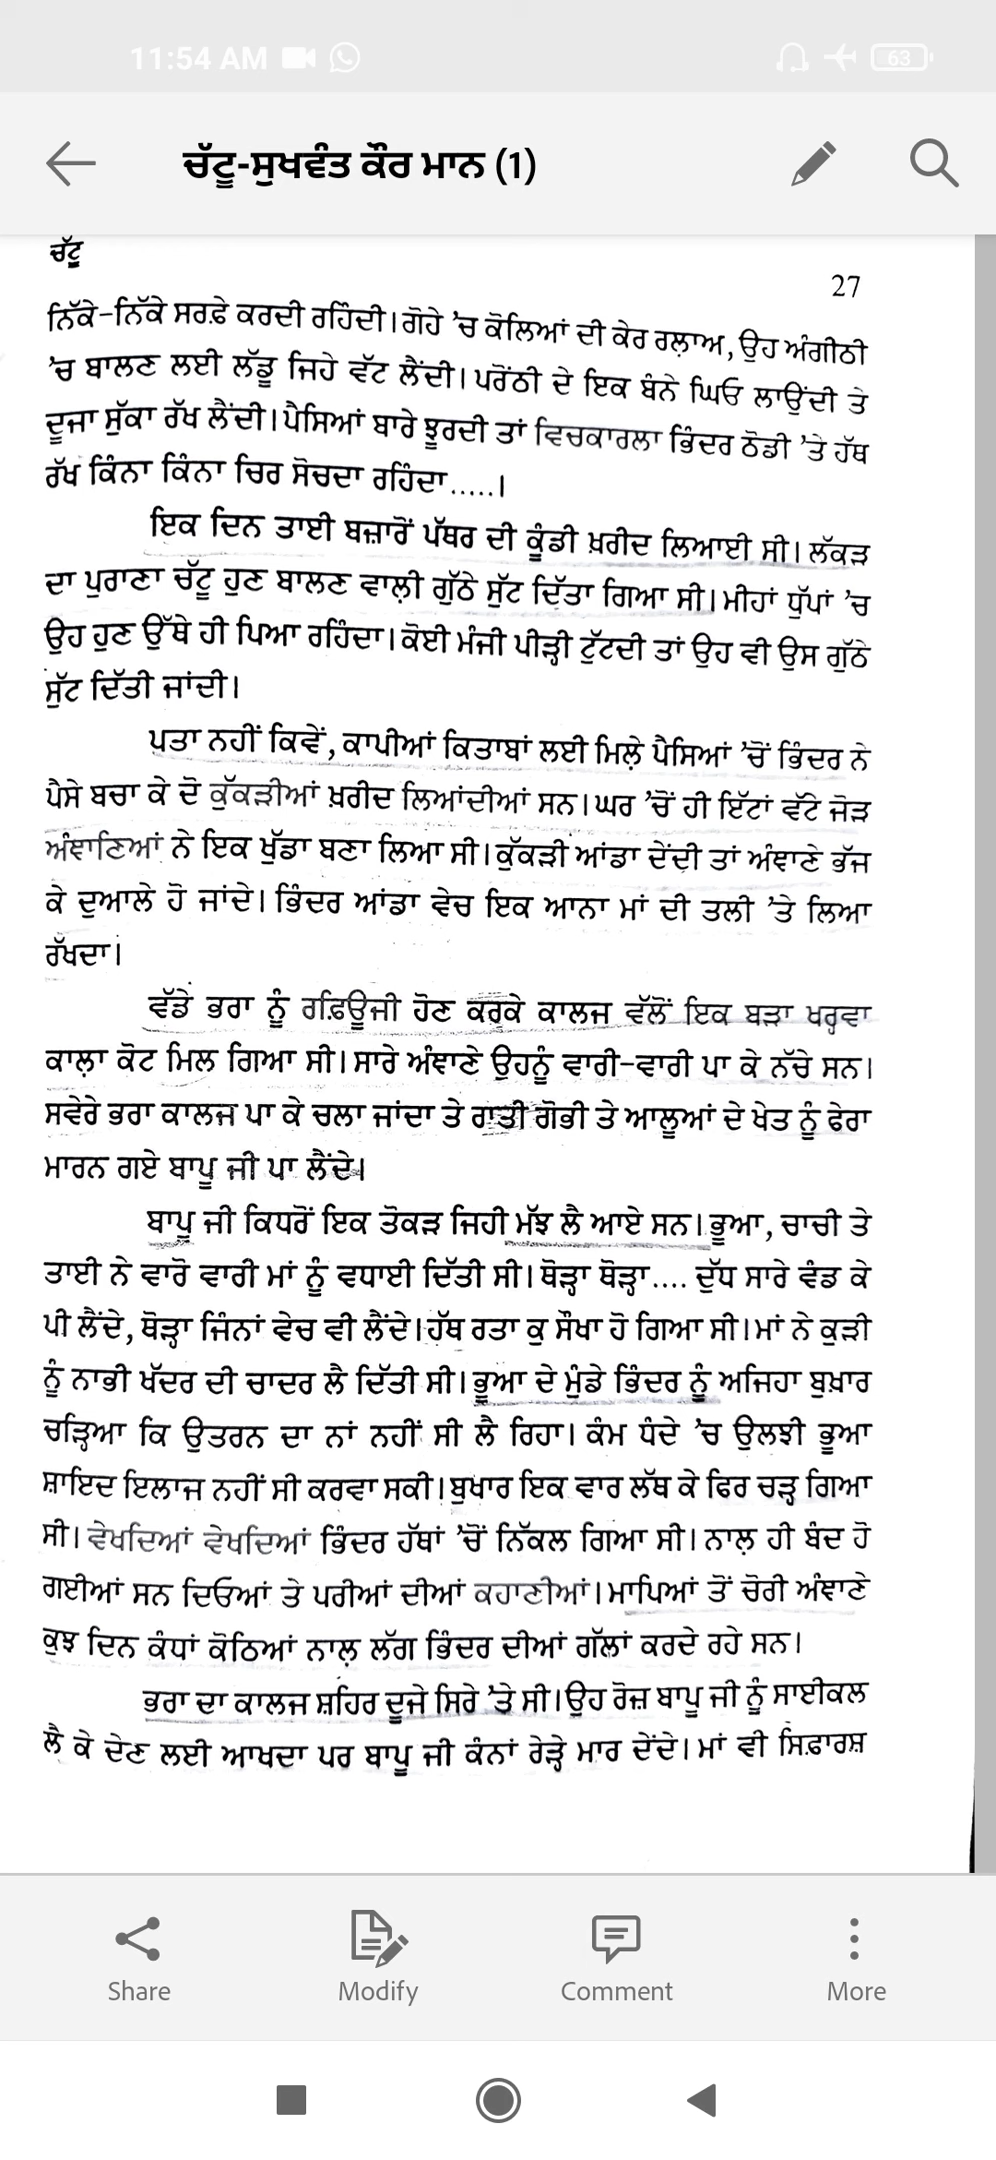 11:54 AM
63
ਚੱਟੂ-ਸੁਖਵੰਤ ਕੌਰ ਮਾਨ (1)
ਚੱਟੂ
27
ਨਿੱਕੇ-ਨਿੱਕੇ ਸਰਫ਼ੇ ਕਰਦੀ ਰਹਿੰਦੀ। ਗੋਹੇ ’ਚ ਕੋਲਿਆਂ ਦੀ ਕੇਰ ਰਲ਼ਾਅ, ਉਹ ਅੰਗੀਠੀ
’ਚ ਬਾਲਣ ਲਈ ਲੱਡੂ ਜਿਹੇ ਵੱਟ ਲੈਂਦੀ। ਪਰੌਂਠੀ ਦੇ ਇਕ ਬੰਨੇ ਘਿਓ ਲਾਉਂਦੀ ਤੇ
ਦੂਜਾ ਸੁੱਕਾ ਰੱਖ ਲੈਂਦੀ। ਪੈਸਿਆਂ ਬਾਰੇ ਝੂਰਦੀ ਤਾਂ ਵਿਚਕਾਰਲਾ ਭਿੰਦਰ ਠੋਡੀ ’ਤੇ ਹੱਥ
ਰੱਖ ਕਿੰਨਾ ਕਿੰਨਾ ਚਿਰ ਸੋਚਦਾ ਰਹਿੰਦਾ.....।
ਇਕ ਦਿਨ ਤਾਈ ਬਜ਼ਾਰੋਂ ਪੱਥਰ ਦੀ ਕੂੰਡੀ ਖ਼ਰੀਦ ਲਿਆਈ ਸੀ। ਲੱਕੜ
ਦਾ ਪੁਰਾਣਾ ਚੱਟੂ ਹੁਣ ਬਾਲਣ ਵਾਲ਼ੀ ਗੁੱਠੇ ਸੁੱਟ ਦਿੱਤਾ ਗਿਆ ਸੀ। ਮੀਹਾਂ ਧੁੱਪਾਂ ’ਚ
ਉਹ ਹੁਣ ਉੱਥੇ ਹੀ ਪਿਆ ਰਹਿੰਦਾ। ਕੋਈ ਮੰਜੀ ਪੀੜ੍ਹੀ ਟੁੱਟਦੀ ਤਾਂ ਉਹ ਵੀ ਉਸ ਗੁੱਠੇ
ਸੁੱਟ ਦਿੱਤੀ ਜਾਂਦੀ।
ਪਤਾ ਨਹੀਂ ਕਿਵੇਂ, ਕਾਪੀਆਂ ਕਿਤਾਬਾਂ ਲਈ ਮਿਲ਼ੇ ਪੈਸਿਆਂ ’ਚੋਂ ਭਿੰਦਰ ਨੇ
ਪੈਸੇ ਬਚਾ ਕੇ ਦੋ ਕੁੱਕੜੀਆਂ ਖ਼ਰੀਦ ਲਿਆਂਦੀਆਂ ਸਨ। ਘਰ ’ਚੋਂ ਹੀ ਇੱਟਾਂ ਵੱਟੇ ਜੋੜ
ਅੰਞਾਣਿਆਂ ਨੇ ਇਕ ਖੁੱਡਾ ਬਣਾ ਲਿਆ ਸੀ। ਕੁੱਕੜੀ ਆਂਡਾ ਦੇਂਦੀ ਤਾਂ ਅੰਞਾਣੇ ਭੱਜ
ਕੇ ਦੁਆਲੇ ਹੋ ਜਾਂਦੇ। ਭਿੰਦਰ ਆਂਡਾ ਵੇਚ ਇਕ ਆਨਾ ਮਾਂ ਦੀ ਤਲੀ ’ਤੇ ਲਿਆ
ਰੱਖਦਾ।
ਵੱਡੇ ਭਰਾ ਨੂੰ ਰਫ਼ਿਊਜੀ ਹੋਣ ਕਰਕੇ ਕਾਲਜ ਵੱਲੋਂ ਇਕ ਬੜਾ ਖਰ੍ਹਵਾ
ਕਾਲ਼ਾ ਕੋਟ ਮਿਲ ਗਿਆ ਸੀ। ਸਾਰੇ ਅੰਞਾਣੇ ਉਹਨੂੰ ਵਾਰੀ-ਵਾਰੀ ਪਾ ਕੇ ਨੱਚੇ ਸਨ।
ਸਵੇਰੇ ਭਰਾ ਕਾਲਜ ਪਾ ਕੇ ਚਲਾ ਜਾਂਦਾ ਤੇ ਰਾਤੀਂ ਗੋਭੀ ਤੇ ਆਲੂਆਂ ਦੇ ਖੇਤ ਨੂੰ ਫੇਰਾ
ਮਾਰਨ ਗਏ ਬਾਪੂ ਜੀ ਪਾ ਲੈਂਦੇ।
ਬਾਪੂ ਜੀ ਕਿਧਰੋਂ ਇਕ ਤੋਕੜ ਜਿਹੀ ਮੱਝ ਲੈ ਆਏ ਸਨ। ਭੂਆ, ਚਾਚੀ ਤੇ
ਤਾਈ ਨੇ ਵਾਰੋ ਵਾਰੀ ਮਾਂ ਨੂੰ ਵਧਾਈ ਦਿੱਤੀ ਸੀ। ਥੋੜ੍ਹਾ ਥੋੜ੍ਹਾ.... ਦੁੱਧ ਸਾਰੇ ਵੰਡ ਕੇ
ਪੀ ਲੈਂਦੇ, ਥੋੜ੍ਹਾ ਜਿੰਨਾਂ ਵੇਚ ਵੀ ਲੈਂਦੇ। ਹੱਥ ਰਤਾ ਕੁ ਸੌਖਾ ਹੋ ਗਿਆ ਸੀ। ਮਾਂ ਨੇ ਕੁੜੀ
ਨੂੰ ਨਾਭੀ ਖੱਦਰ ਦੀ ਚਾਦਰ ਲੈ ਦਿੱਤੀ ਸੀ। ਭੂਆ ਦੇ ਮੁੰਡੇ ਭਿੰਦਰ ਨੂੰ ਅਜਿਹਾ ਬੁਖ਼ਾਰ
ਚੜ੍ਹਿਆ ਕਿ ਉਤਰਨ ਦਾ ਨਾਂ ਨਹੀਂ ਸੀ ਲੈ ਰਿਹਾ। ਕੰਮ ਧੰਦੇ ’ਚ ਉਲਝੀ ਭੂਆ
ਸ਼ਾਇਦ ਇਲਾਜ ਨਹੀਂ ਸੀ ਕਰਵਾ ਸਕੀ। ਬੁਖਾਰ ਇਕ ਵਾਰ ਲੱਥ ਕੇ ਫਿਰ ਚੜ੍ਹ ਗਿਆ
ਸੀ। ਵੇਖਦਿਆਂ ਵੇਖਦਿਆਂ ਭਿੰਦਰ ਹੱਥਾਂ ’ਚੋਂ ਨਿੱਕਲ ਗਿਆ ਸੀ। ਨਾਲ਼ ਹੀ ਬੰਦ ਹੋ
ਗਈਆਂ ਸਨ ਦਿਓਆਂ ਤੇ ਪਰੀਆਂ ਦੀਆਂ ਕਹਾਣੀਆਂ। ਮਾਪਿਆਂ ਤੋਂ ਚੋਰੀ ਅੰਞਾਣੇ
ਕੁਝ ਦਿਨ ਕੰਧਾਂ ਕੋਠਿਆਂ ਨਾਲ਼ ਲੱਗ ਭਿੰਦਰ ਦੀਆਂ ਗੱਲਾਂ ਕਰਦੇ ਰਹੇ ਸਨ।
ਭਰਾ ਦਾ ਕਾਲਜ ਸ਼ਹਿਰ ਦੂਜੇ ਸਿਰੇ ’ਤੇ ਸੀ। ਉਹ ਰੋਜ਼ ਬਾਪੂ ਜੀ ਨੂੰ ਸਾਈਕਲ
ਲੈ ਕੇ ਦੇਣ ਲਈ ਆਖਦਾ ਪਰ ਬਾਪੂ ਜੀ ਕੰਨਾਂ ਰੇੜ੍ਹੇ ਮਾਰ ਦੇਂਦੇ। ਮਾਂ ਵੀ ਸਿਫ਼ਾਰਸ਼
Share
Modify
Comment
More